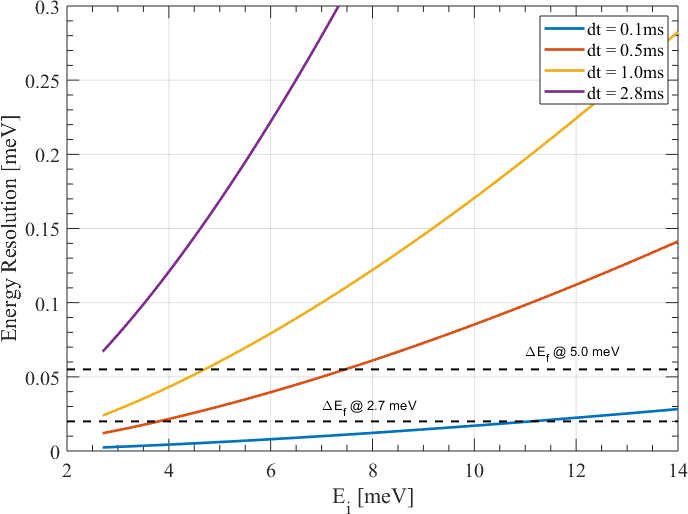 0.3
0.25
0.2
0.15
0.1
0.05
0
Energy Resolution [meV]
dt = 0.1ms
dt = 0.5ms
dt = 1.0ms
dt = 2.8ms
ΔEf @ 5.0 meV
ΔEf @ 2.7 meV
2 4 6 8 10 12 14
Ei [meV]